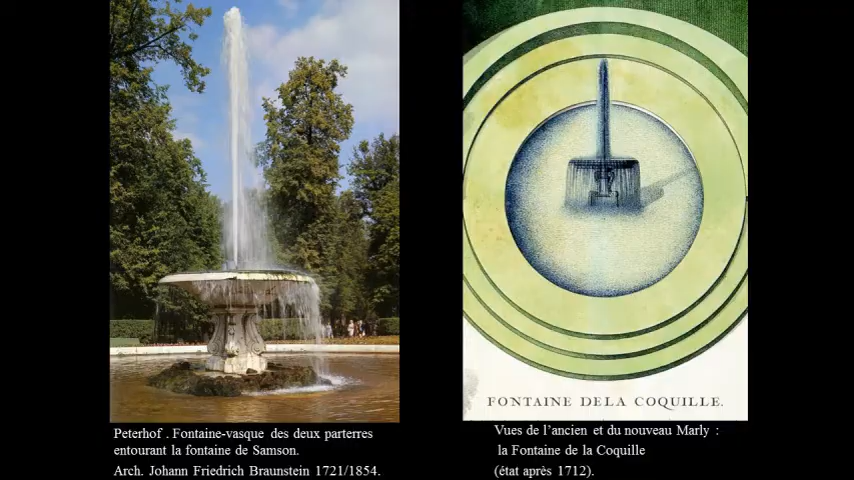 FONTAINE DELA COQUILLE.
Peterhof . Fontaine-vasque des deux parterres
entourant la fontaine de Samson.
Arch. Johann Friedrich Braunstein 1721/1854.
Vues de l'ancien et du nouveau Marly :
la Fontaine de la Coquille
(état après 1712).